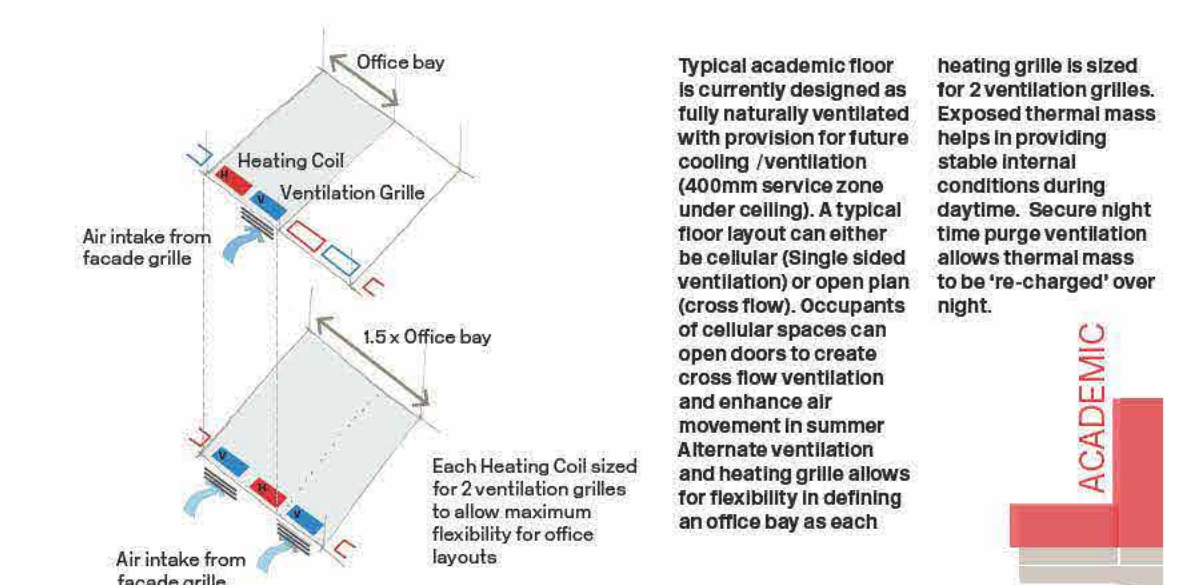 Office bay
Heating Coil
H
Ventilation Grille
V
Air intake from
facade grille
1.5 x Office bay
V
H
V
Each Heating Coil sized
for 2 ventilation grilles
to allow maximum
flexibility for office
layouts
Air intake from
facade grille
Typical academic floor
is currently designed as
fully naturally ventilated
with provision for future
cooling /ventilation
(400mm service zone
under ceiling). A typical
floor layout can either
be cellular (Single sided
ventilation) or open plan
(cross flow). Occupants
of cellular spaces can
open doors to create
cross flow ventilation
and enhance air
movement in summer
Alternate ventilation
and heating grille allows
for flexibility in defining
an office bay as each
heating grille is sized
for 2 ventilation grilles.
Exposed thermal mass
helps in providing
stable internal
conditions during
daytime. Secure night
time purge ventilation
allows thermal mass
to be ‘re-charged’ over
night.
ACADEMIC